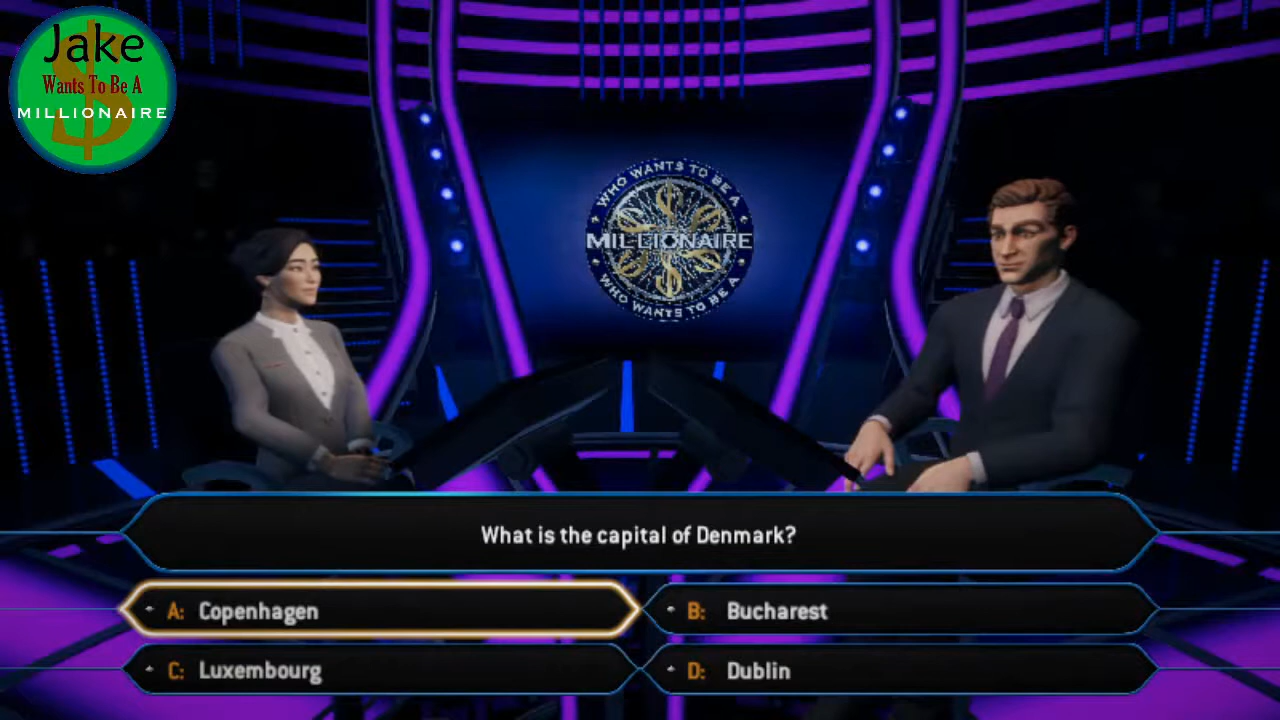 Jake
Wants To Be A
MILLIONAIRE
WHO WANTS TO BE A
MILLIONAIRE
WHO WANTS TO BE A
What is the capital of Denmark?
A: Copenhagen
B: Bucharest
C: Luxembourg
D: Dublin